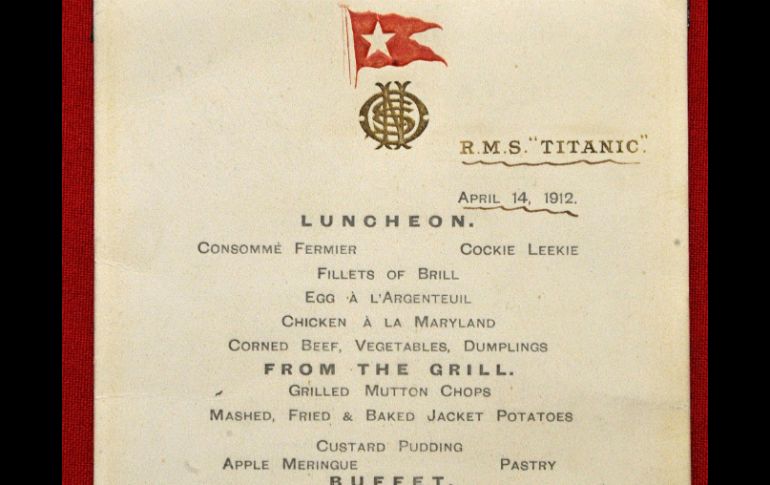 R.M.S. "TITANIC".
APRIL 14, 1912.
LUNCHEON.
CONSOMMÉ FERMIER COCKIE LEEKIE
FILLETS OF BRILL
EGG À L'ARGENTEUIL
CHICKEN À LA MARYLAND
CORNED BEEF, VEGETABLES, DUMPLINGS
FROM THE GRILL.
GRILLED MUTTON CHOPS
MASHED, FRIED & BAKED JACKET POTATOES
CUSTARD PUDDING
APPLE MERINGUE PASTRY
BUFFET.